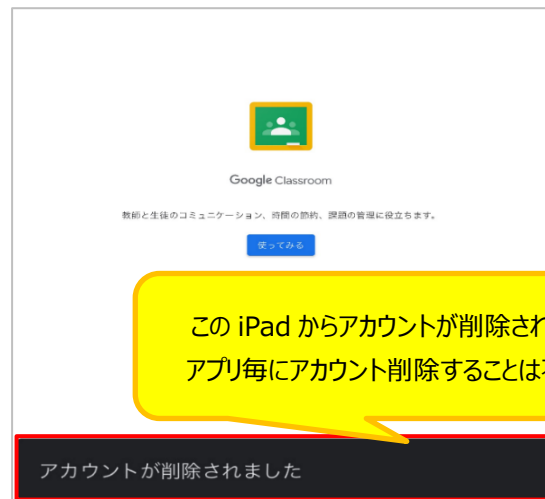 Google Classroom
教師と生徒のコミュニケーション、時間の節約、課題の管理に役立ちます。
使ってみる
この iPad からアカウントが削除され
アプリ毎にアカウント削除することは
アカウントが削除されました